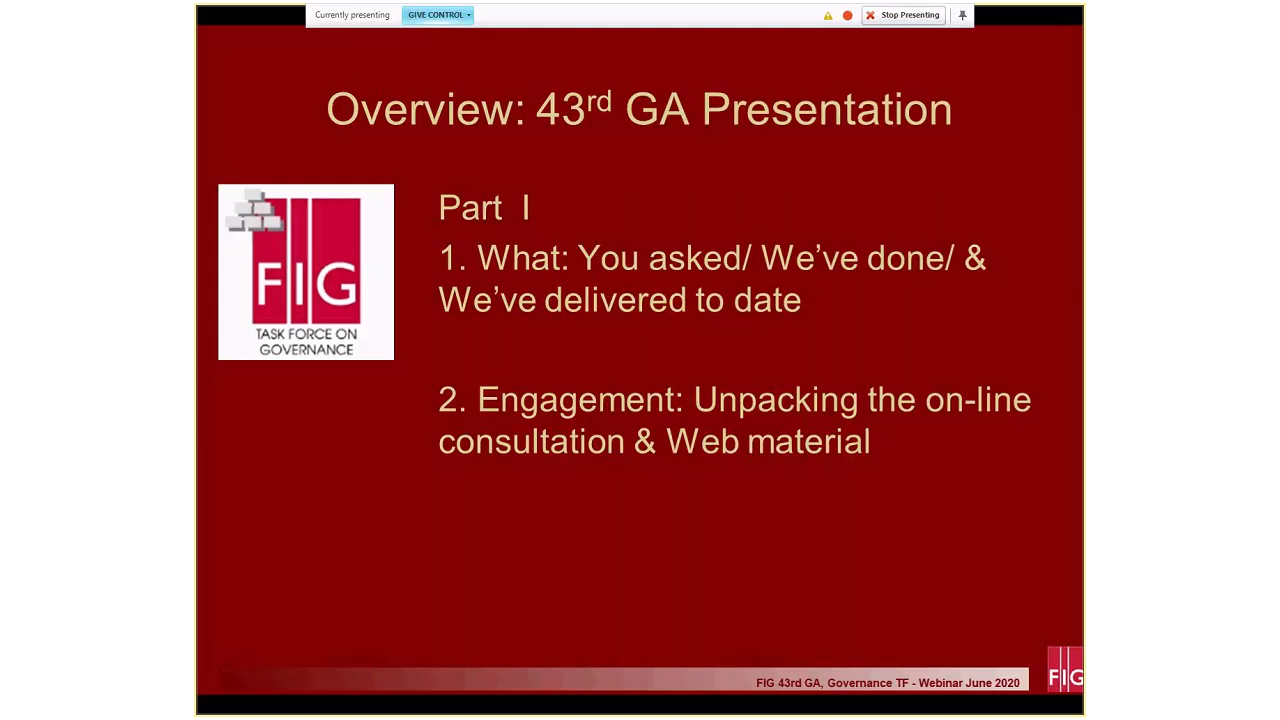 Currently presenting GIVE CONTROL Stop Presenting
Overview: 43rd GA Presentation
FIG
TASK FORCE ON
GOVERNANCE
Part I
1. What: You asked/ We’ve done/ &
We’ve delivered to date
2. Engagement: Unpacking the on-line
consultation & Web material
FIG 43rd GA, Governance TF - Webinar June 2020
FIG